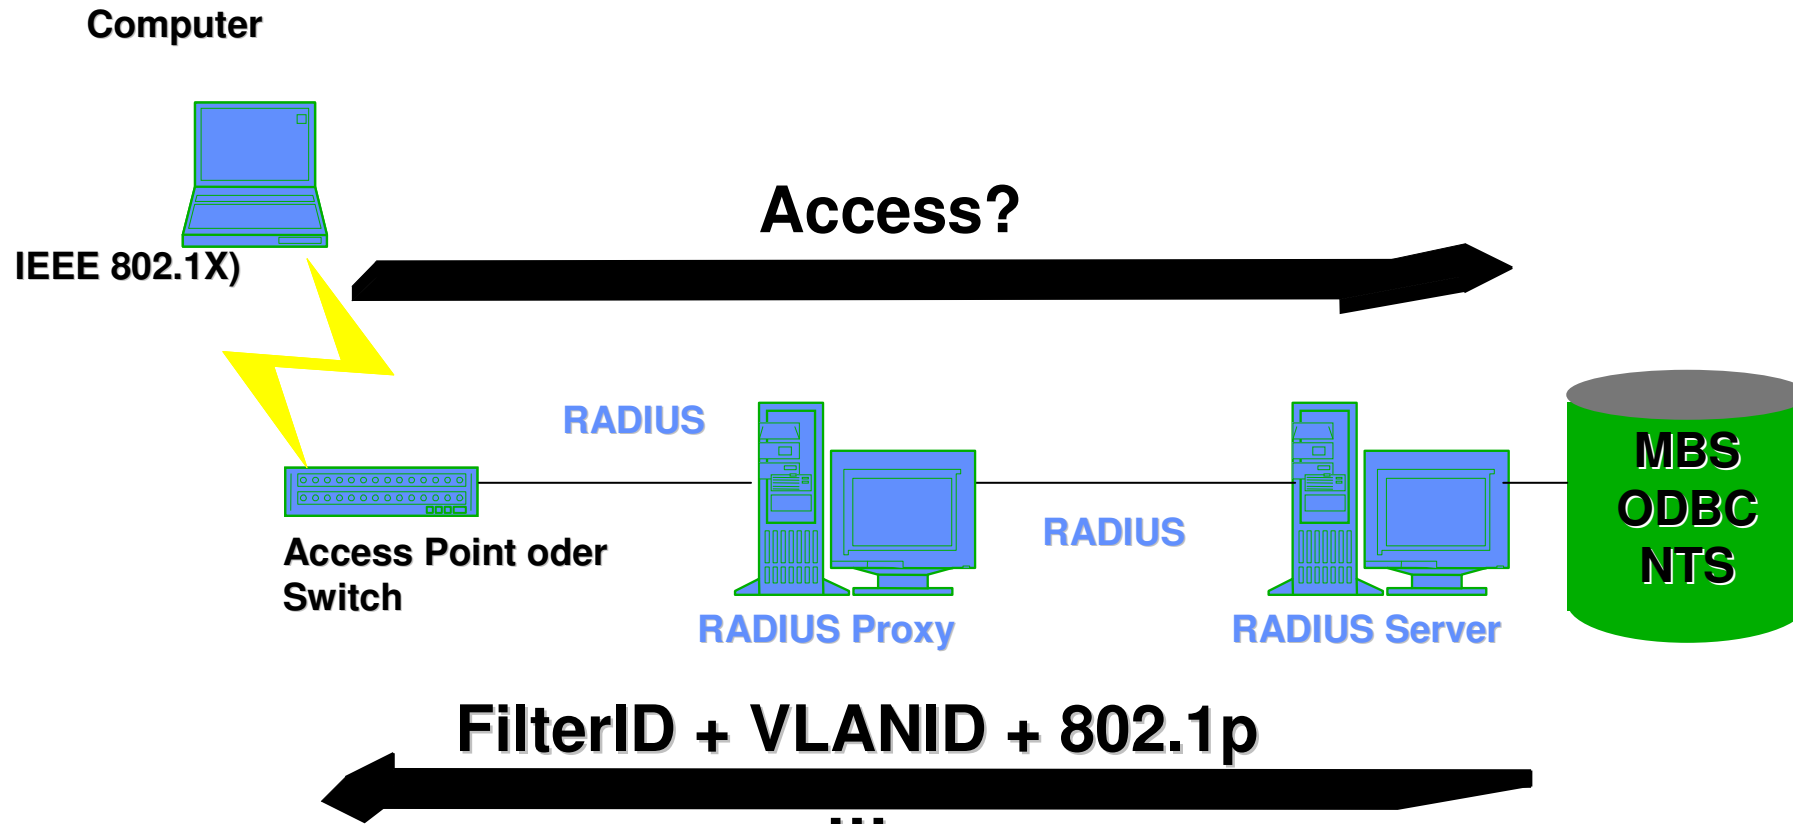 Computer
IEEE 802.1X)
Access?
RADIUS
RADIUS
MBS
ODBC
NTS
Access Point oder
Switch
RADIUS Proxy
RADIUS Server
FilterID + VLANID + 802.1p
...